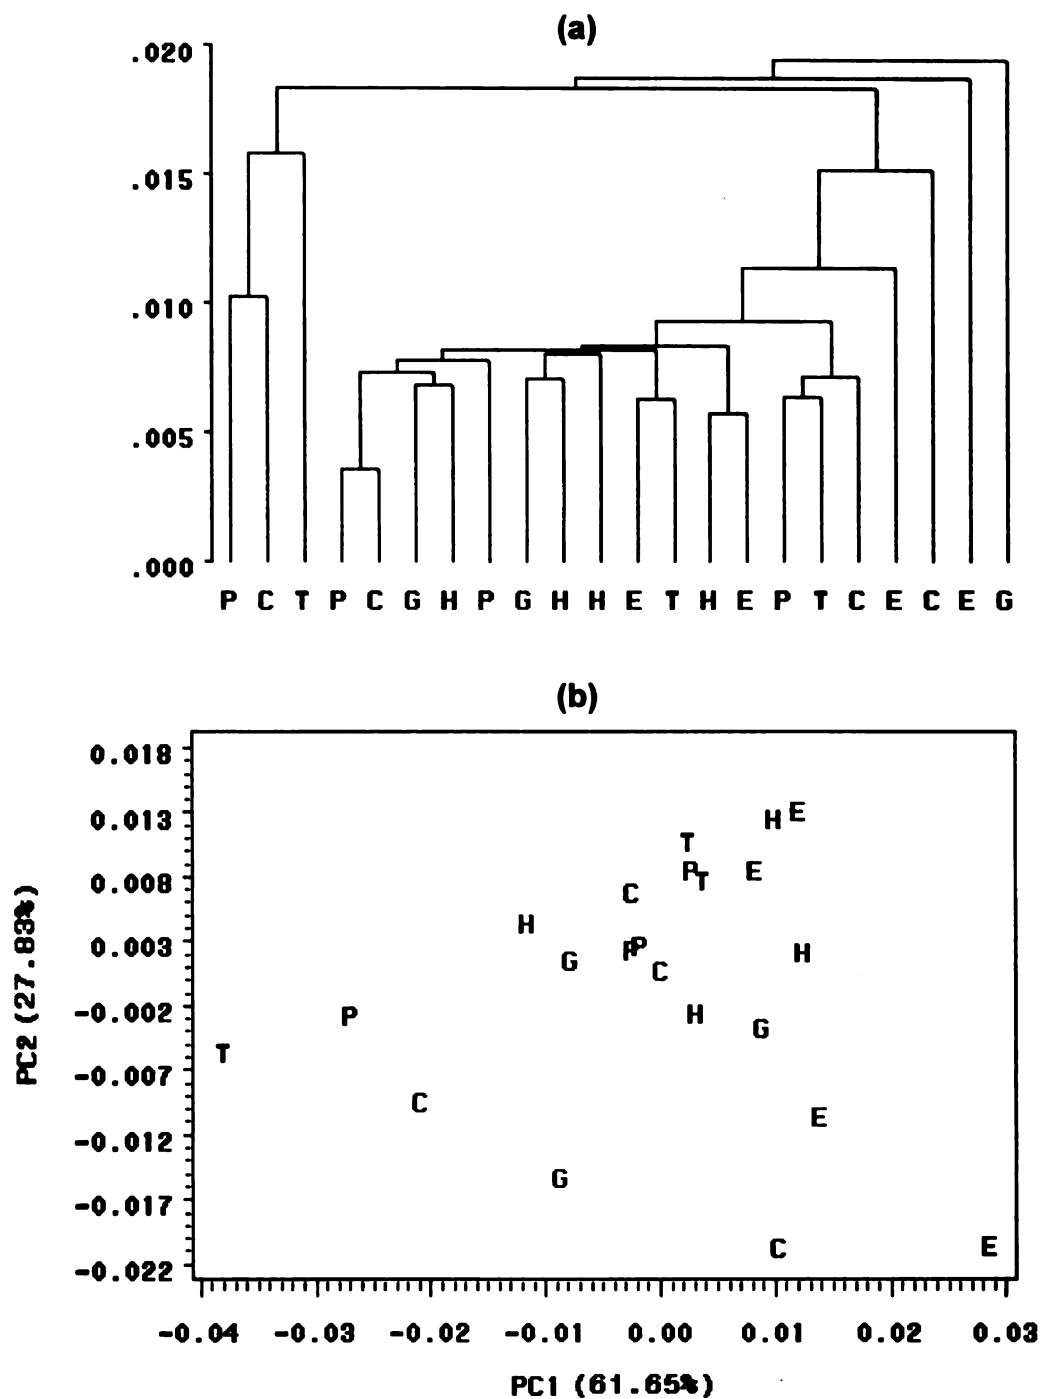 (a)
.020
.015
.010
.005
.000
P C T P C G H P G H H E T H E P T C E C E G
(b)
0.018
0.013
0.008
0.003
-0.002
-0.007
-0.012
-0.017
-0.022
PC2 (27.83%)
H E
T
P T E
C
H
P P
G
C
H
P
H
G
T
C
E
G
C
E
-0.04 -0.03 -0.02 -0.01 0.00 0.01 0.02 0.03
PC1 (61.65%)